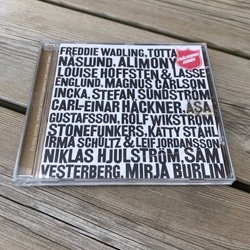 FREDDIE WADLING, TOTTA
NÄSLUND, ALIMONY
LOUISE HOFFSTEN & LASSE
ENGLUND, MAGNUS CARLSON,
INCKA, STEFAN SUNDSTRÖM
CARL-EINAR HÄCKNER, ÅSA
GUSTAFSSON, ROLF WIKSTRÖM
STONEFUNKERS, KATTY STÅHL
IRMA SCHULTZ & LEIF JORDANSSON
NIKLAS HJULSTRÖM, SAM
VESTERBERG, MIRJA BURLIN